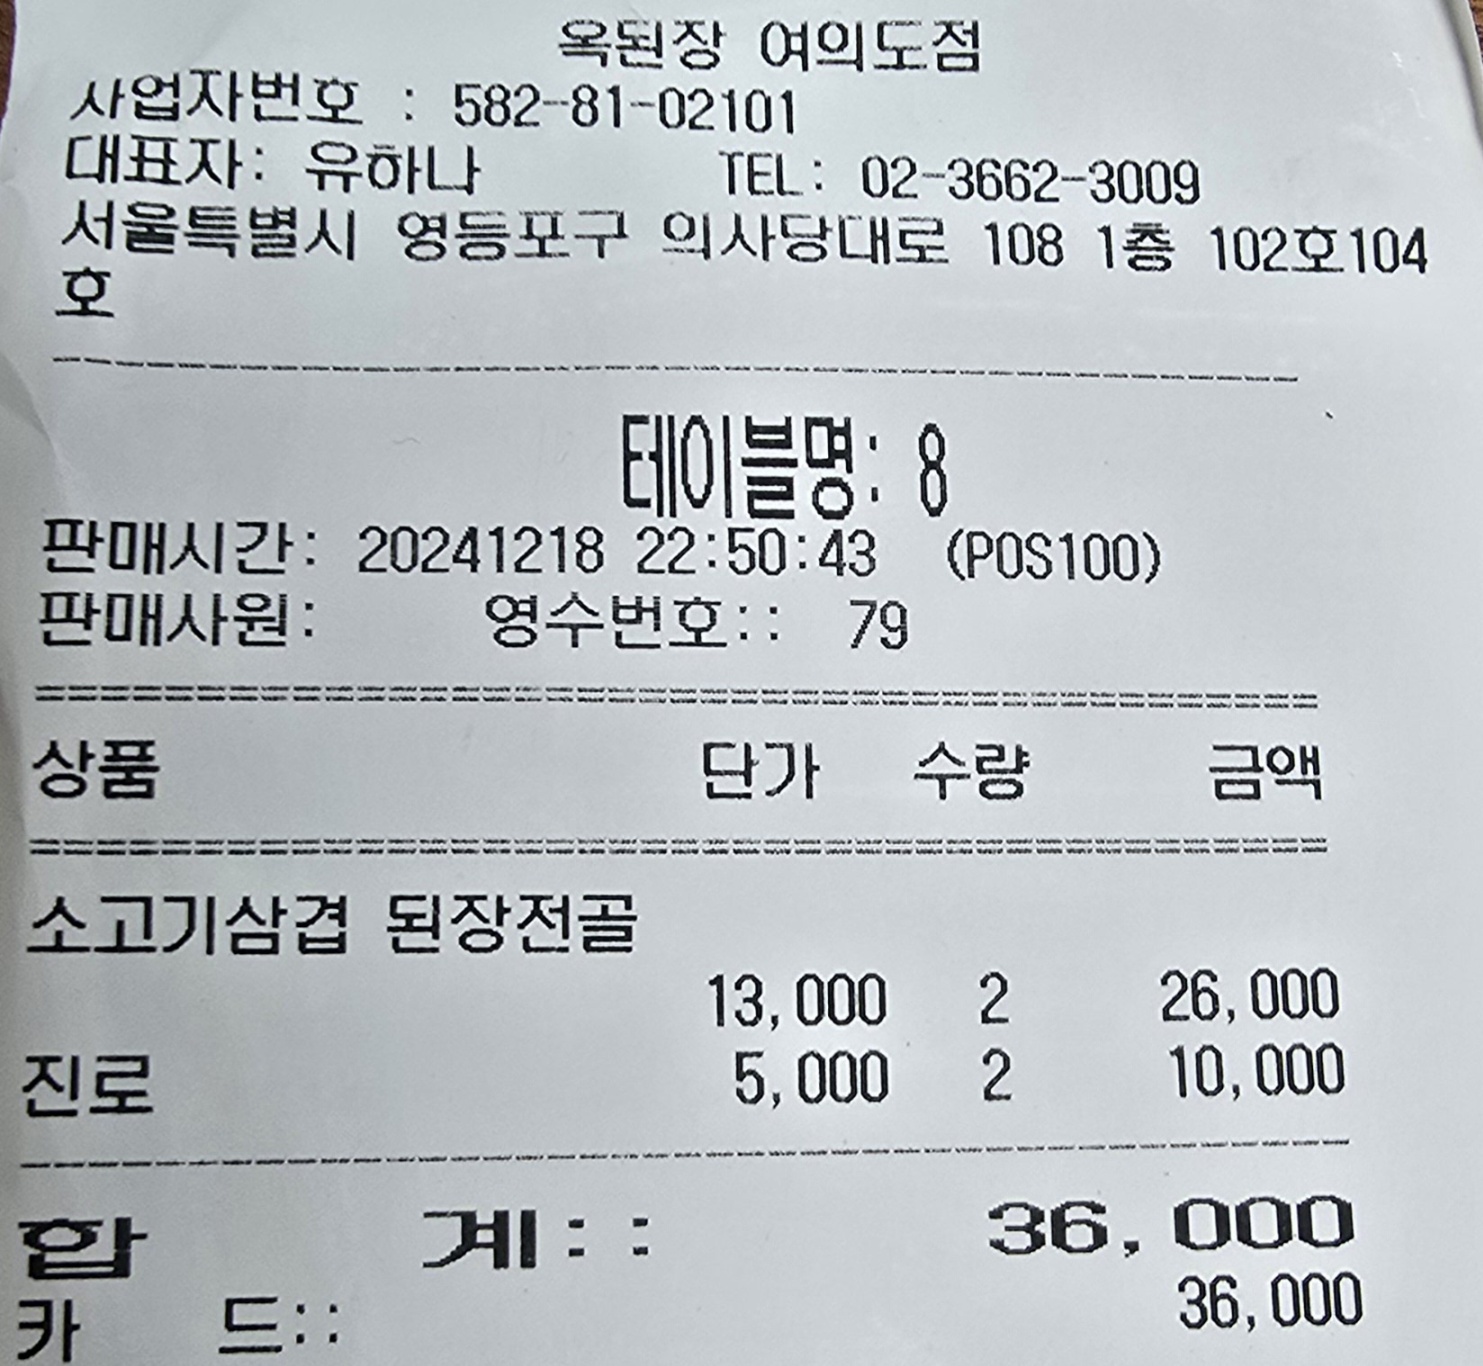 옥된장 여의도점
사업자번호 : 582-81-02101
대표자: 유하나 TEL: 02-3662-3009
서울특별시 영등포구 의사당대로 108 1층 102호104
호
테이블명: 8
판매시간: 20241218 22:50:43 (POS100)
판매사원: 영수번호:: 79
상품 단가 수량 금액
소고기삼겹 된장전골
13,000 2 26,000
진로 5,000 2 10,000
합 계:: 36,000
카 드:: 36,000